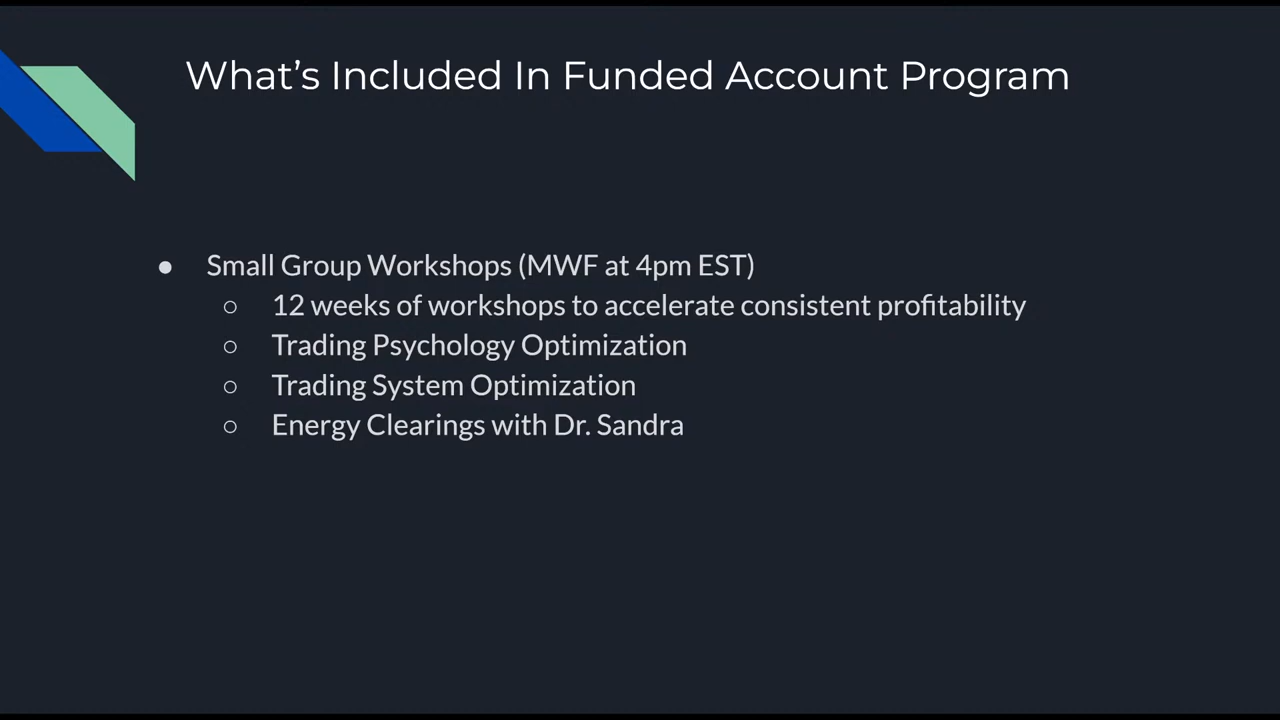 What's Included In Funded Account Program
● Small Group Workshops (MWF at 4pm EST)
○ 12 weeks of workshops to accelerate consistent profitability
○ Trading Psychology Optimization
○ Trading System Optimization
○ Energy Clearings with Dr. Sandra